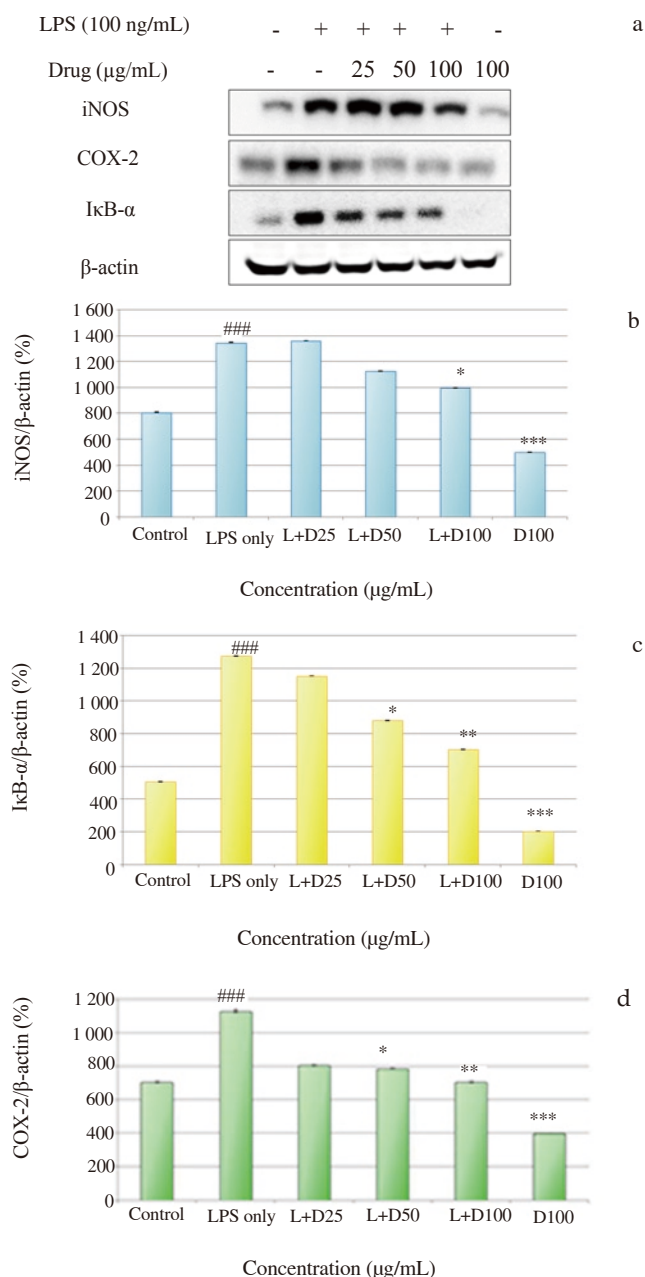 LPS (100 ng/mL) - + + + + - a
Drug (µg/mL) - - 25 50 100 100
iNOS
COX-2
IκB-α
β-actin
b
iNOS/β-actin (%)
1 600
1 400
1 200
1 000
800
600
400
200
0
###
*
***
Control LPS only L+D25 L+D50 L+D100 D100
Concentration (µg/mL)
c
IκB-α/β-actin (%)
1 400
1 200
1 000
800
600
400
200
0
###
*
**
***
Control LPS only L+D25 L+D50 L+D100 D100
Concentration (µg/mL)
d
COX-2/β-actin (%)
1 200
1 000
800
600
400
200
0
###
*
**
***
Control LPS only L+D25 L+D50 L+D100 D100
Concentration (µg/mL)